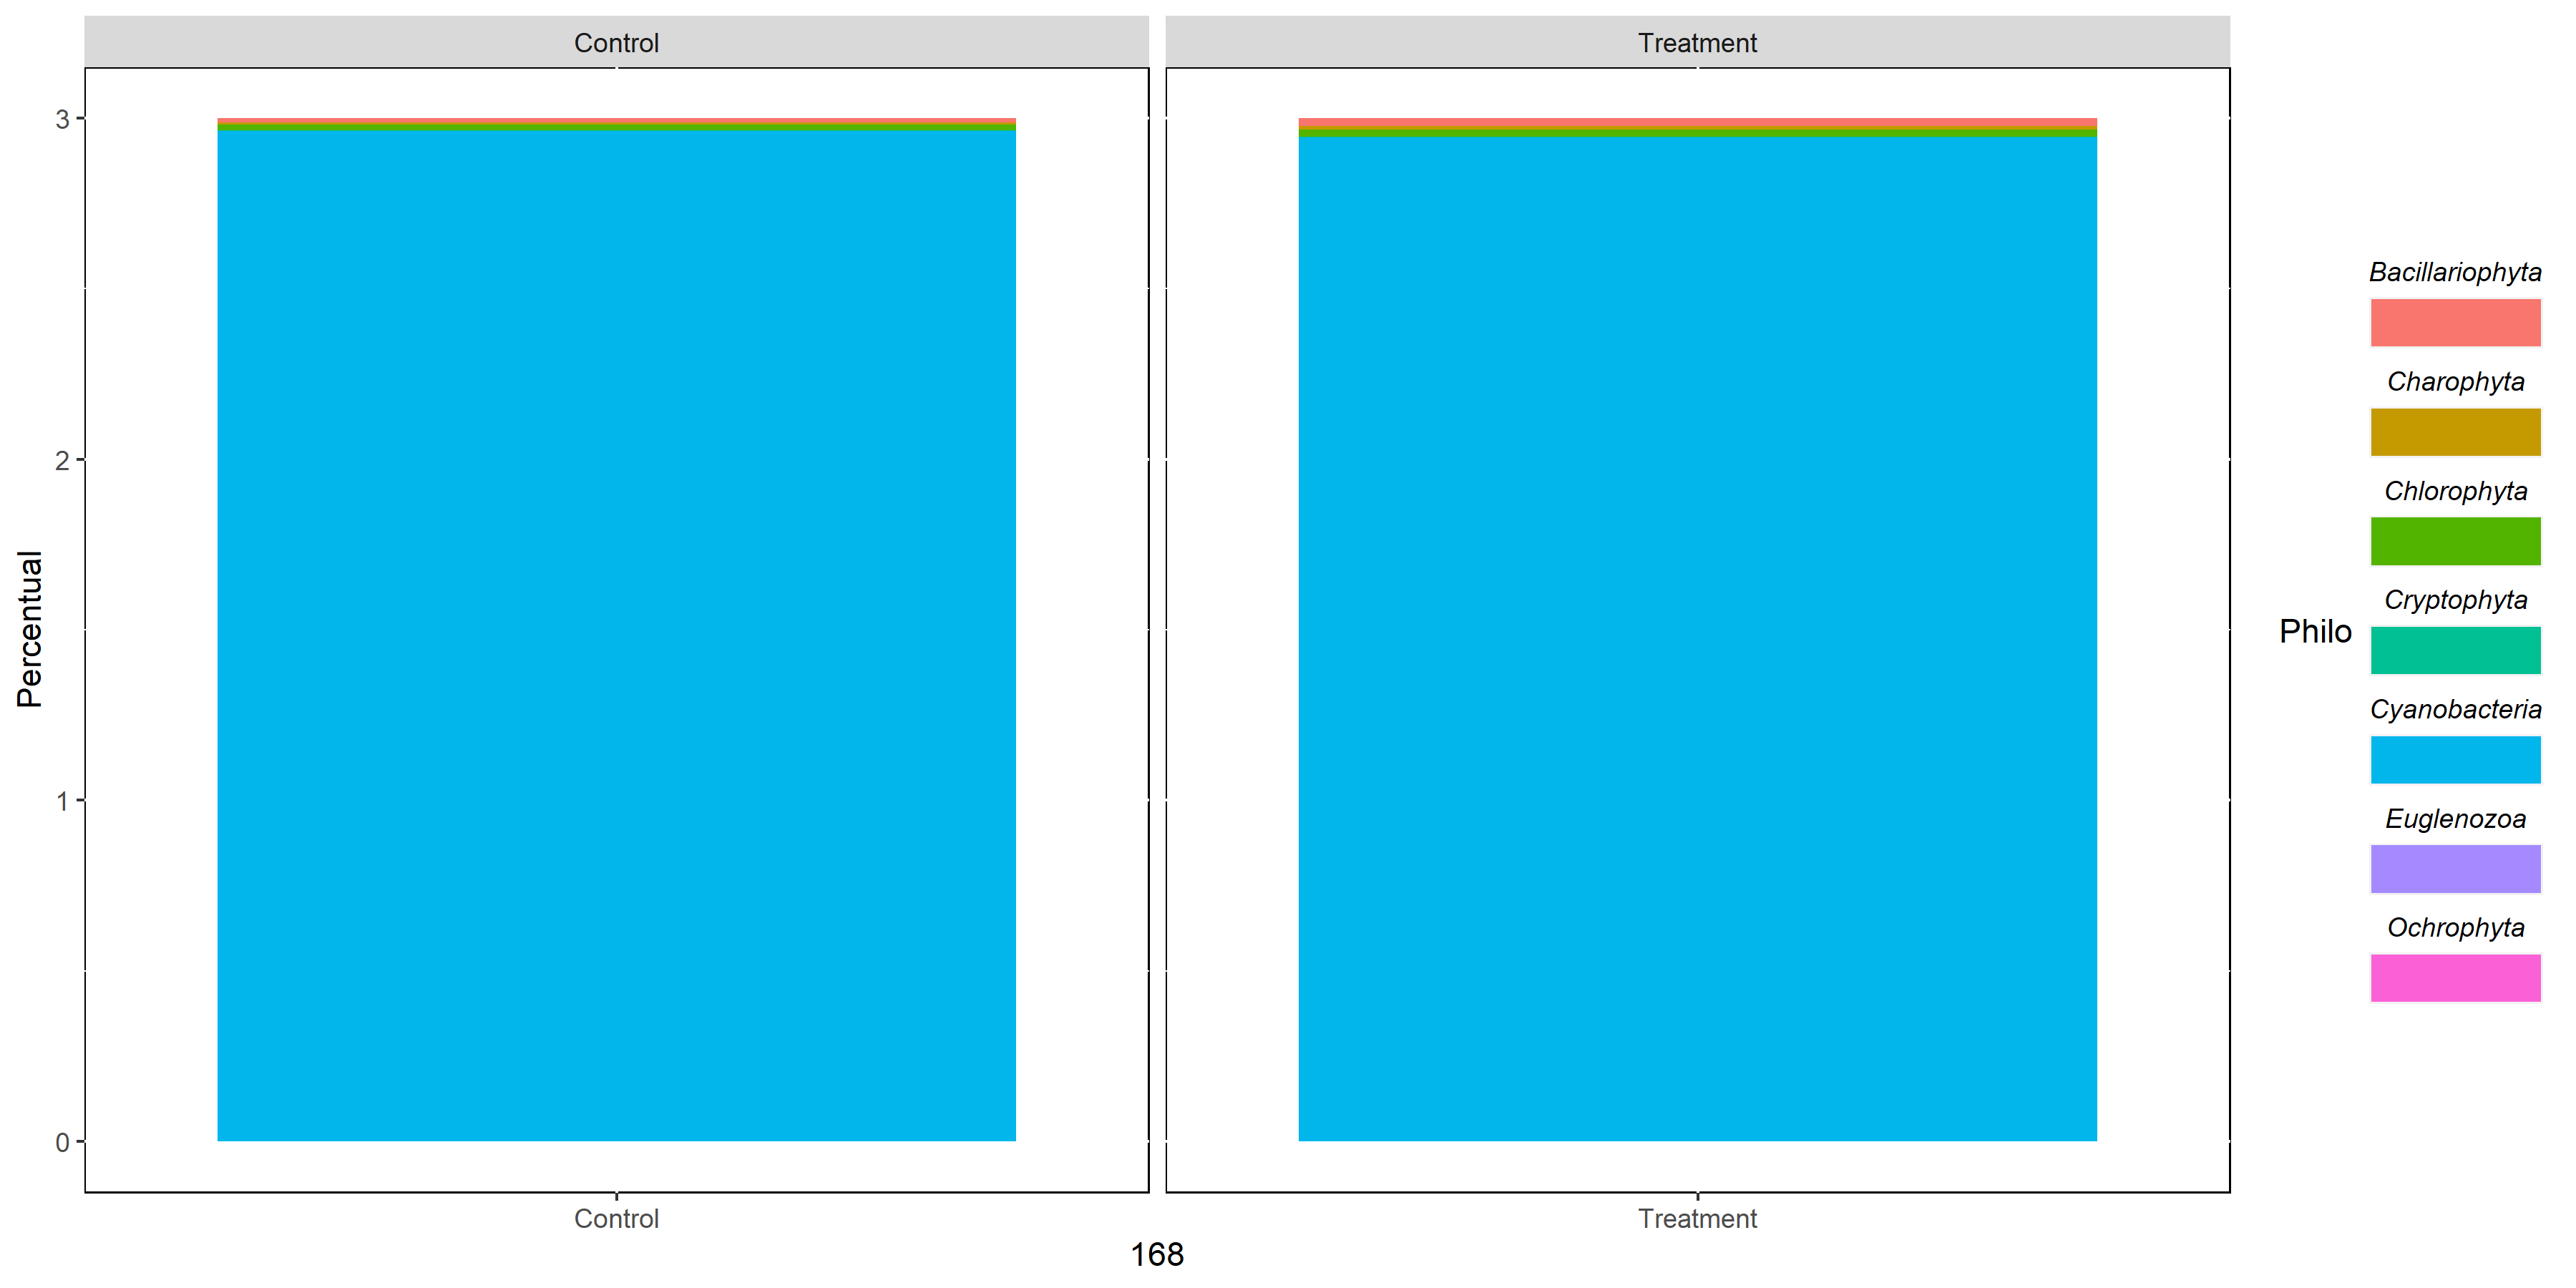 Control
Treatment
3
2
1
0
Percentual
Control
Treatment
168
Philo
Bacillariophyta
Charophyta
Chlorophyta
Cryptophyta
Cyanobacteria
Euglenozoa
Ochrophyta